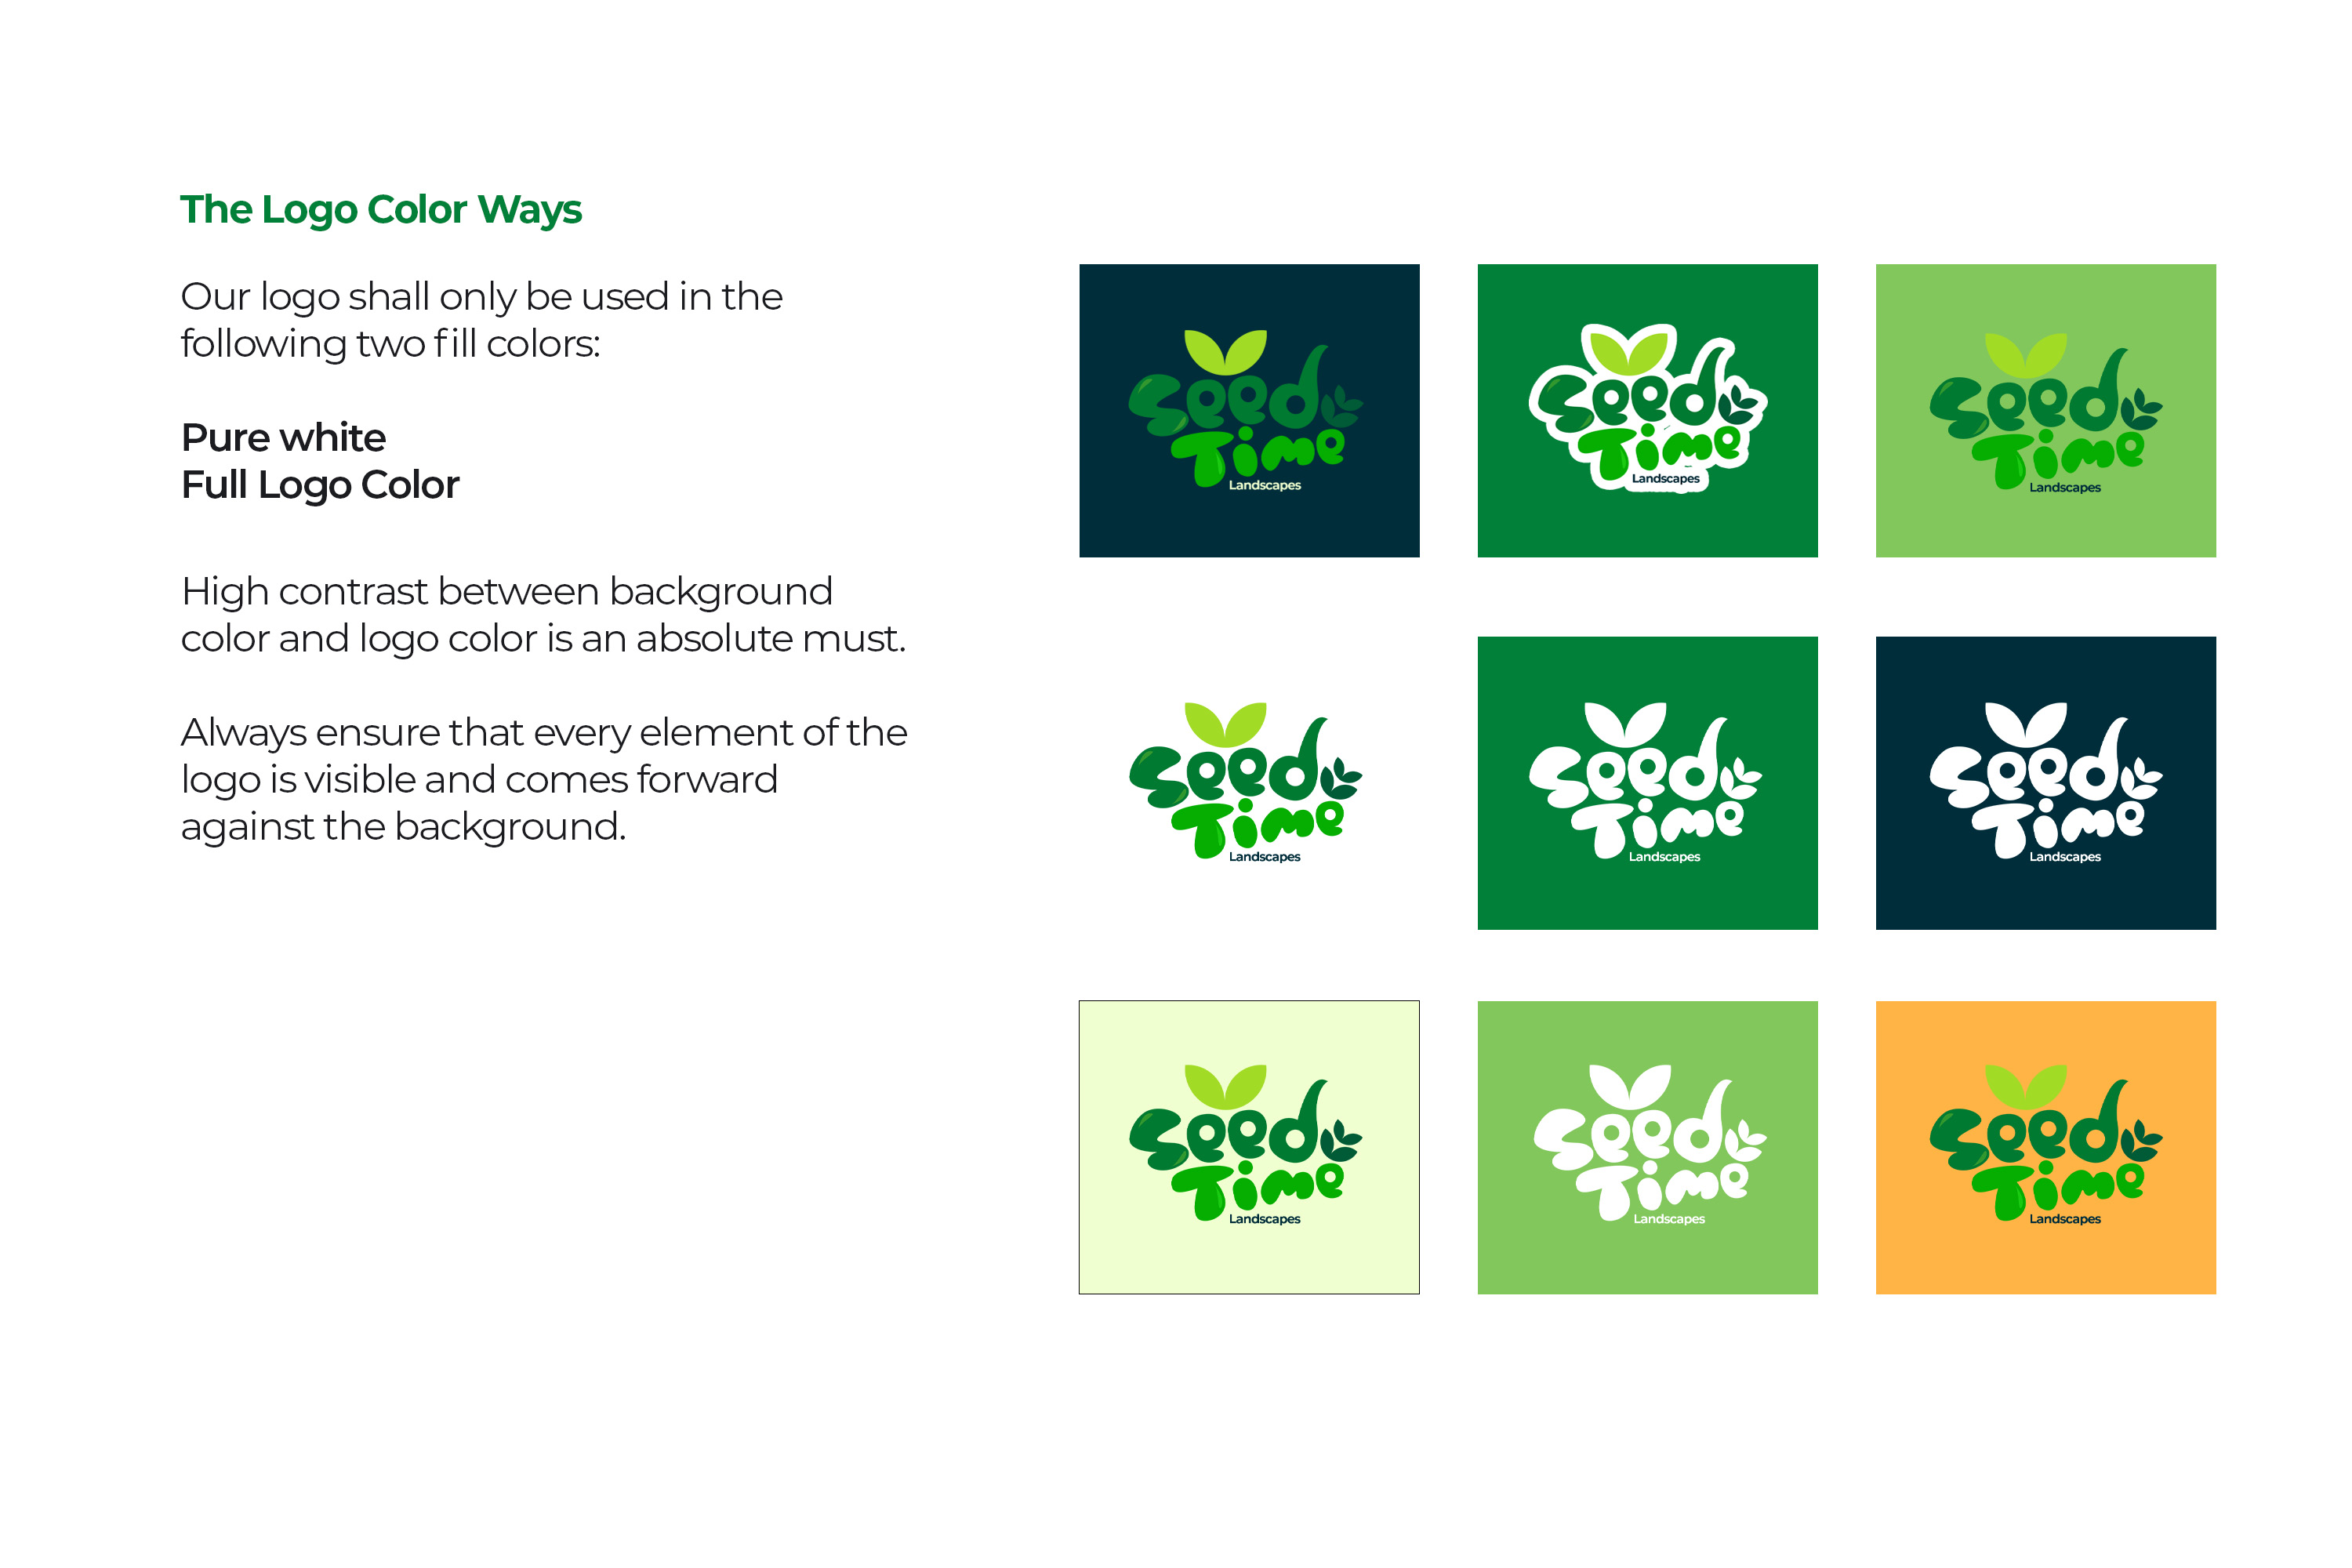 The Logo Color Ways
Our logo shall only be used in the
following two fill colors:
Pure white
Full Logo Color
High contrast between background
color and logo color is an absolute must.
Always ensure that every element of the
logo is visible and comes forward
against the background.
Seed
Time
Landscapes
Seed
Time
Landscapes
Seed
Time
Landscapes
Seed
Time
Landscapes
Seed
Time
Landscapes
Seed
Time
Landscapes
Seed
Time
Landscapes
Seed
Time
Landscapes
Seed
Time
Landscapes